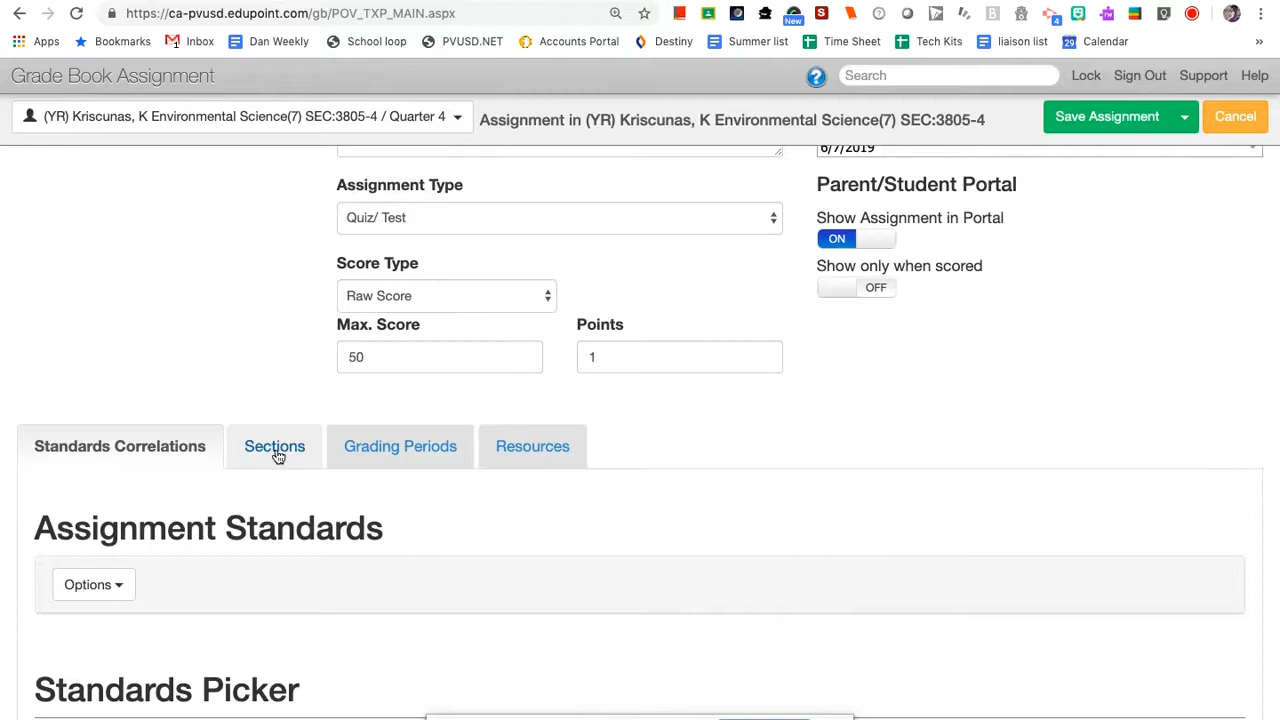 https://ca-pvusd.edupoint.com/gb/POV_TXP_MAIN.aspx
New
4
Apps
Bookmarks
Inbox
Dan Weekly
School loop
PVUSD.NET
Accounts Portal
Destiny
Summer list
Time Sheet
Tech Kits
liaison list
29
Calendar
»
Grade Book Assignment
?
Search
Lock
Sign Out
Support
Help
(YR) Kriscunas, K Environmental Science(7) SEC:3805-4 / Quarter 4
Assignment in (YR) Kriscunas, K Environmental Science(7) SEC:3805-4
Save Assignment
Cancel
6/7/2019
Assignment Type
Quiz/ Test
Parent/Student Portal
Show Assignment in Portal
ON
Show only when scored
OFF
Score Type
Raw Score
Max. Score
Points
50
1
Standards Correlations
Sections
Grading Periods
Resources
Assignment Standards
Options
Standards Picker